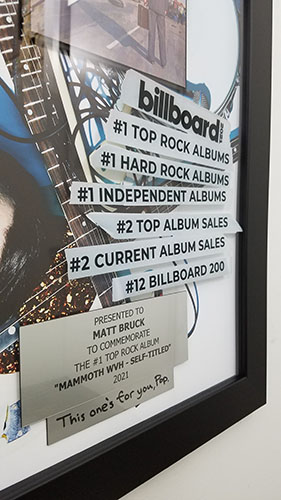 billboard
#1 TOP ROCK ALBUMS
#1 HARD ROCK ALBUMS
#1 INDEPENDENT ALBUMS
#2 TOP ALBUM SALES
#2 CURRENT ALBUM SALES
#12 BILLBOARD 200
PRESENTED TO
MATT BRUCK
TO COMMEMORATE
THE #1 TOP ROCK ALBUM
"MAMMOTH WVH - SELF-TITLED"
2021
This one's for you, Pop.